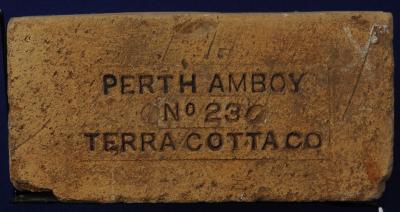 PERTH AMBOY
No 230
TERRA COTTA CO